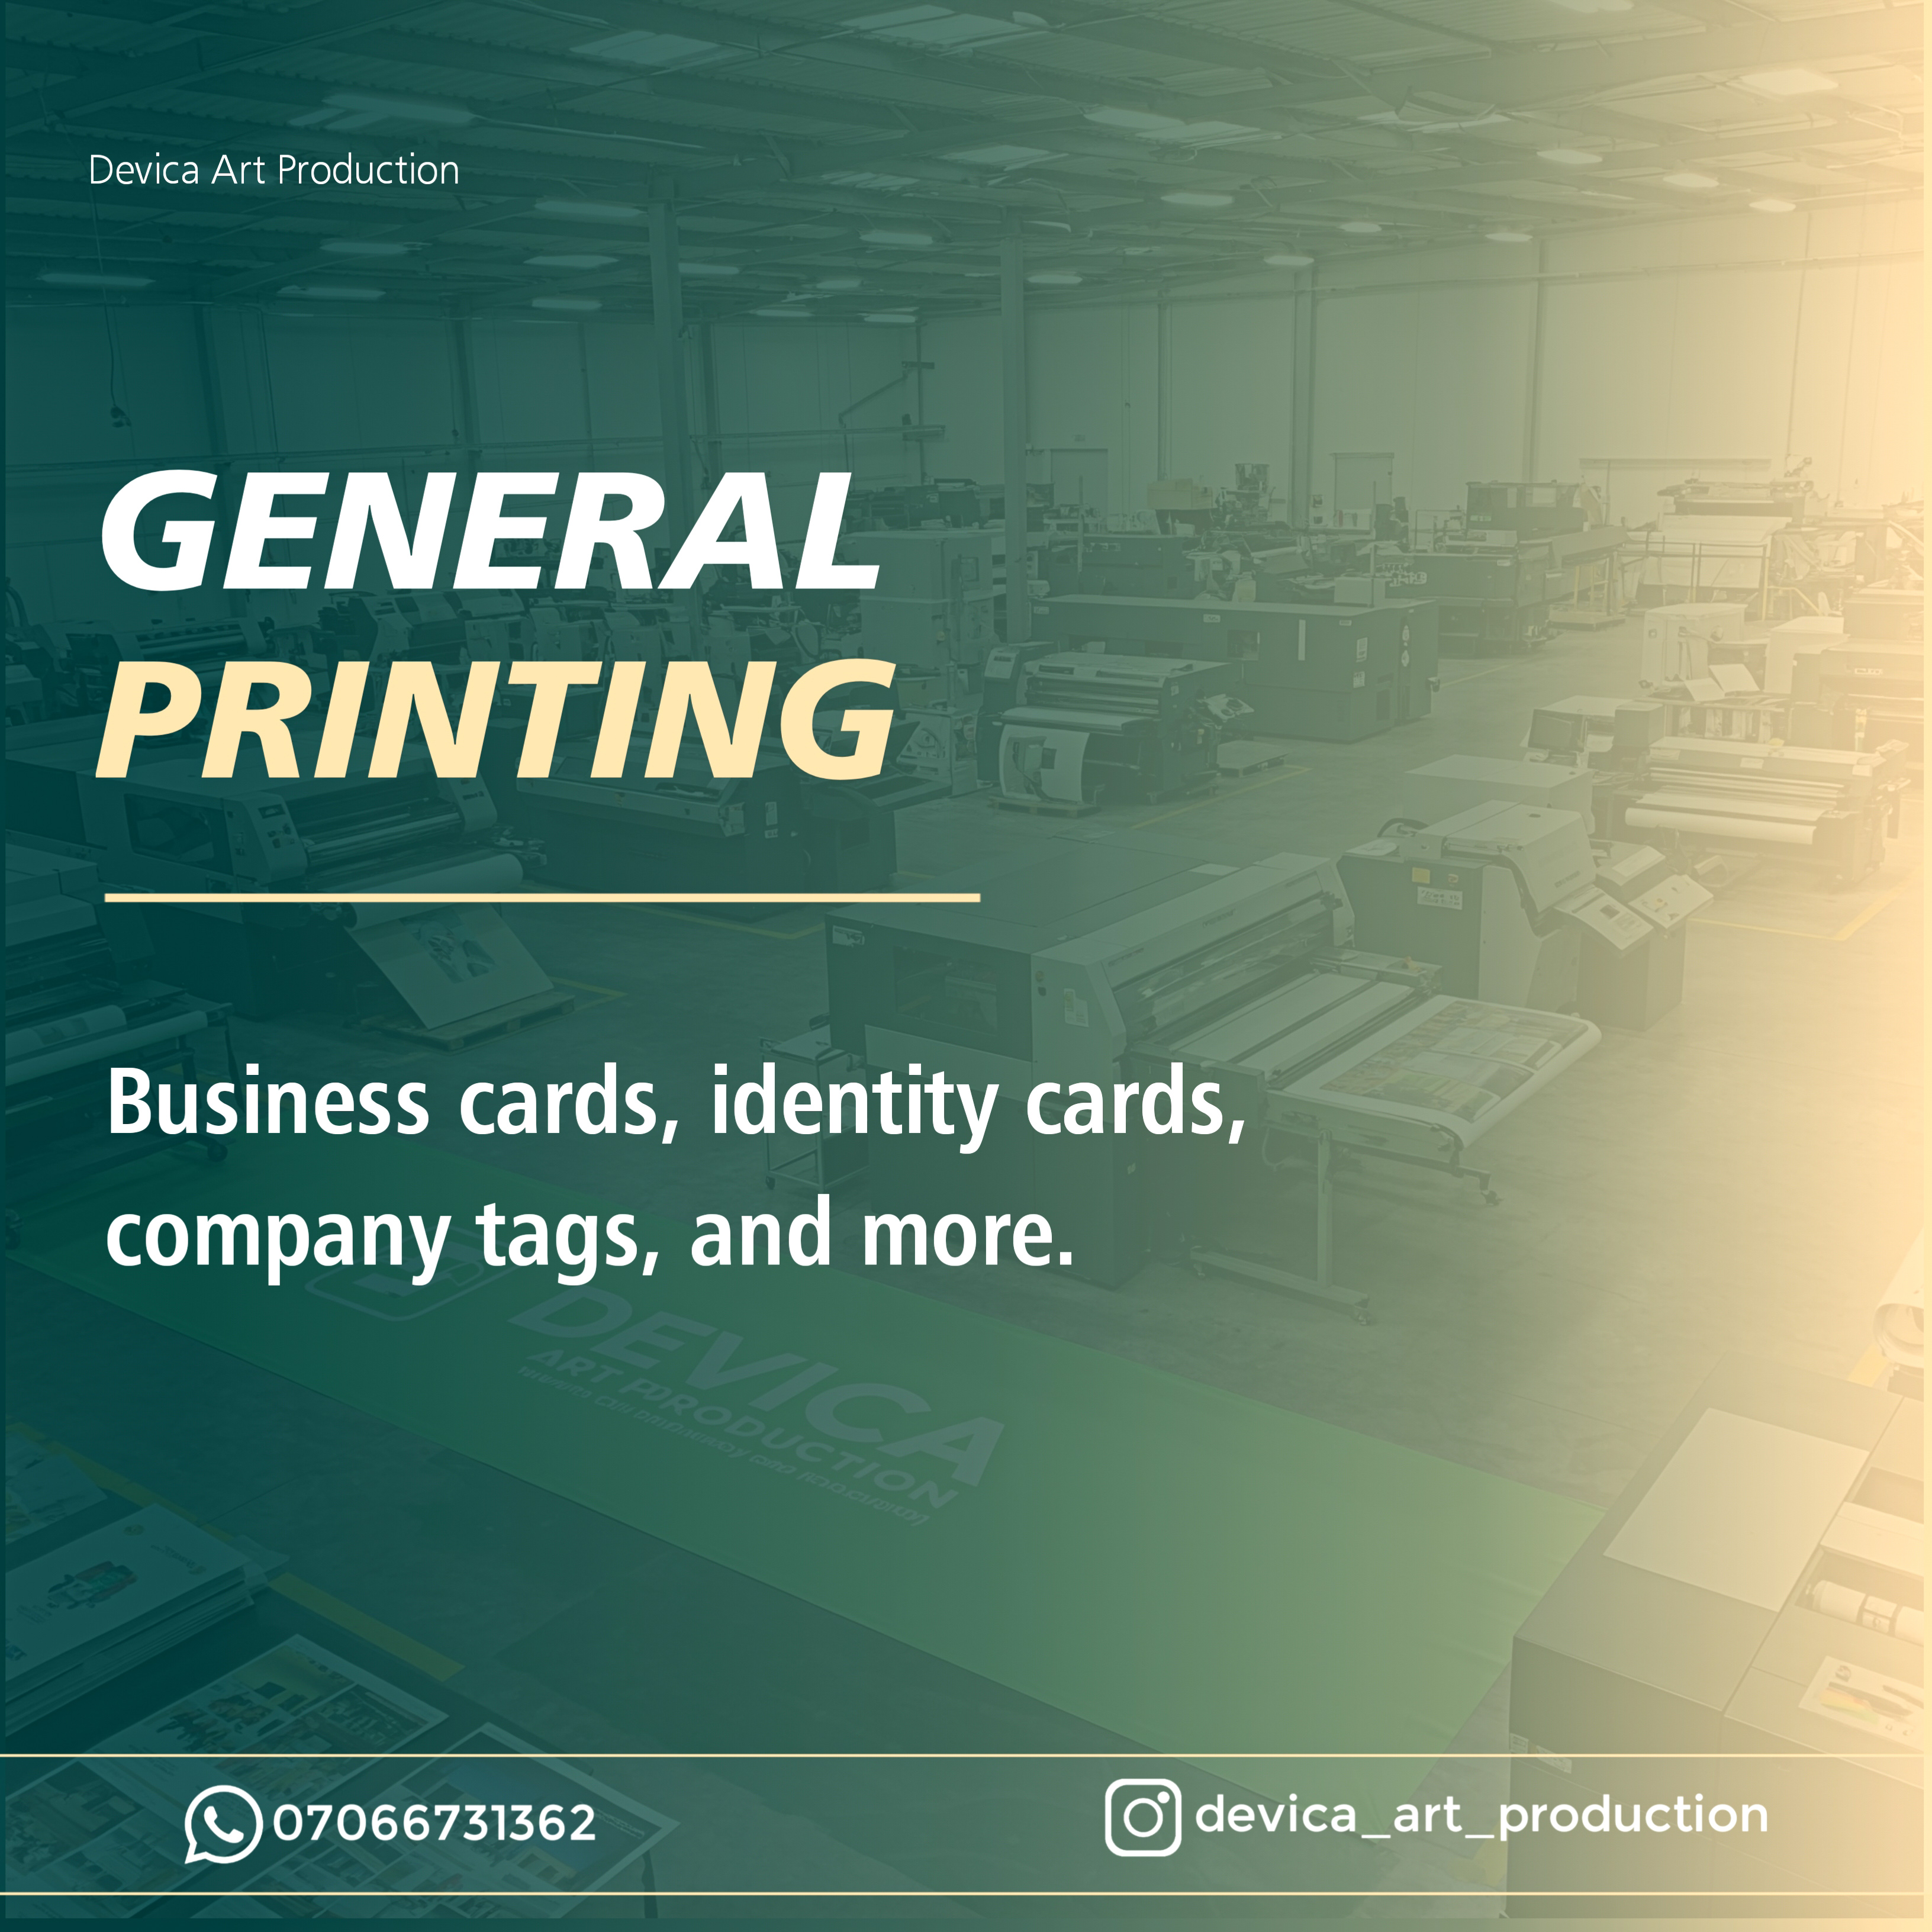 Devica Art Production
GENERAL
PRINTING
Business cards, identity cards,
company tags, and more.
DEVICA
ART PRODUCTION
07066731362
devica_art_production